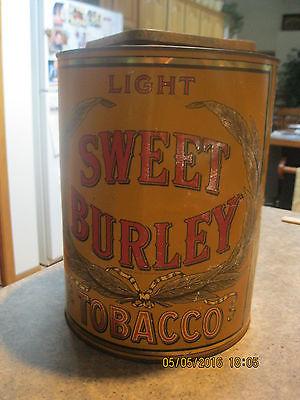 LIGHT
SWEET
BURLEY
TOBACCO
05/05/2016 18:05